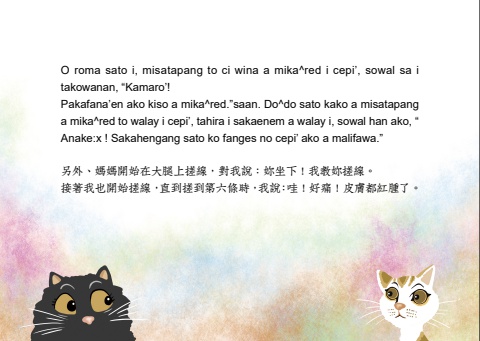 O roma sato i, misatapang to ci wina a mika^red i cepi’, sowal sa i
takowanan, “Kamaro’!
Pakafana’en ako kiso a mika^red.”saan. Do^do sato kako a misatapang
a mika^red to walay i cepi’, tahira i sakaenem a walay i, sowal han ako, “
Anake:x ! Sakahengang sato ko fanges no cepi’ ako a malifawa.”
另外、媽媽開始在大腿上搓線，對我說：妳坐下！我教妳搓線。
接著我也開始搓線，直到搓到第六條時，我說：哇！好痛！皮膚都紅腫了。